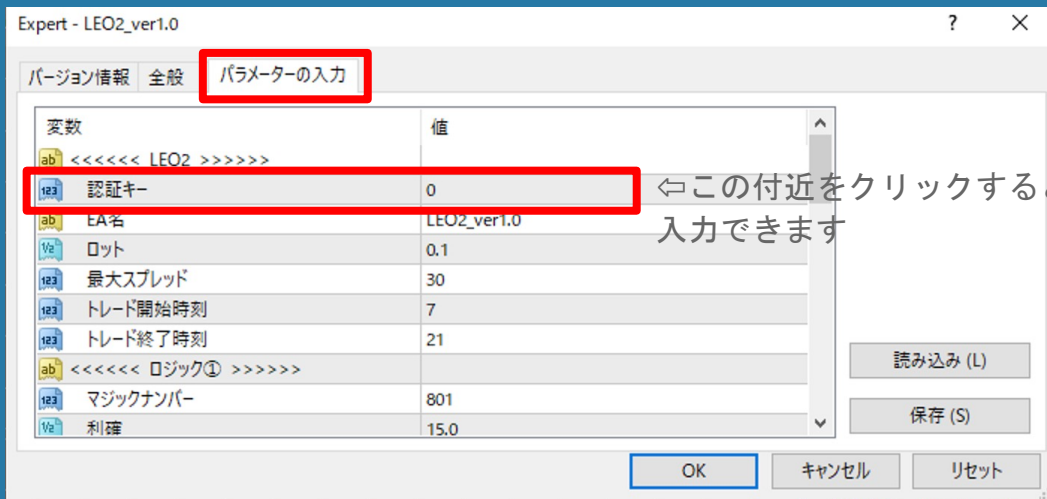 Expert - LEO2_ver1.0
バージョン情報 全般 パラメーターの入力
変数 値
<<<<<< LEO2 >>>>>>
認証キー 0
⇦この付近をクリックすると
入力できます
EA名 LEO2_ver1.0
ロット 0.1
最大スプレッド 30
トレード開始時刻 7
トレード終了時刻 21
<<<<<< ロジック① >>>>>>
マジックナンバー 801
利確 15.0
読み込み (L)
保存 (S)
OK キャンセル リセット